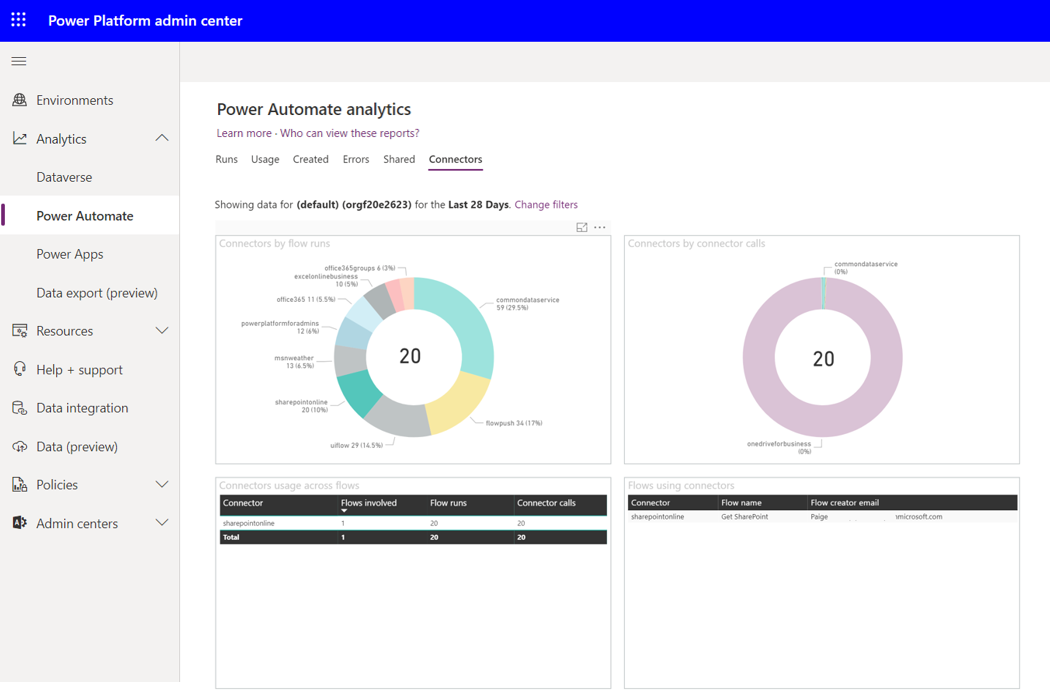 Power Platform admin center
Environments
Analytics
Dataverse
Power Automate
Power Apps
Data export (preview)
Resources
Help + support
Data integration
Data (preview)
Policies
Admin centers
Power Automate analytics
Learn more · Who can view these reports?
Runs Usage Created Errors Shared Connectors
Showing data for (default) (orgf20e2623) for the Last 28 Days. Change filters
Connectors by flow runs
office365groups 6 (3%)
excelonlinebusiness
10 (5%)
office365 11 (5.5%)
powerplatformforadmins
12 (6%)
msnweather
13 (6.5%)
sharepointonline
20 (10%)
uiflow 29 (14.5%)
flowpush 34 (17%)
commondataservice
59 (29.5%)
20
Connectors by connector calls
commondataservice
(0%)
20
onedriveforbusiness
(0%)
Connectors usage across flows
Connector Flows involved Flow runs Connector calls
sharepointonline 1 20 20
Total 1 20 20
Flows using connectors
Connector Flow name Flow creator email
sharepointonline Get SharePoint Paige microsoft.com